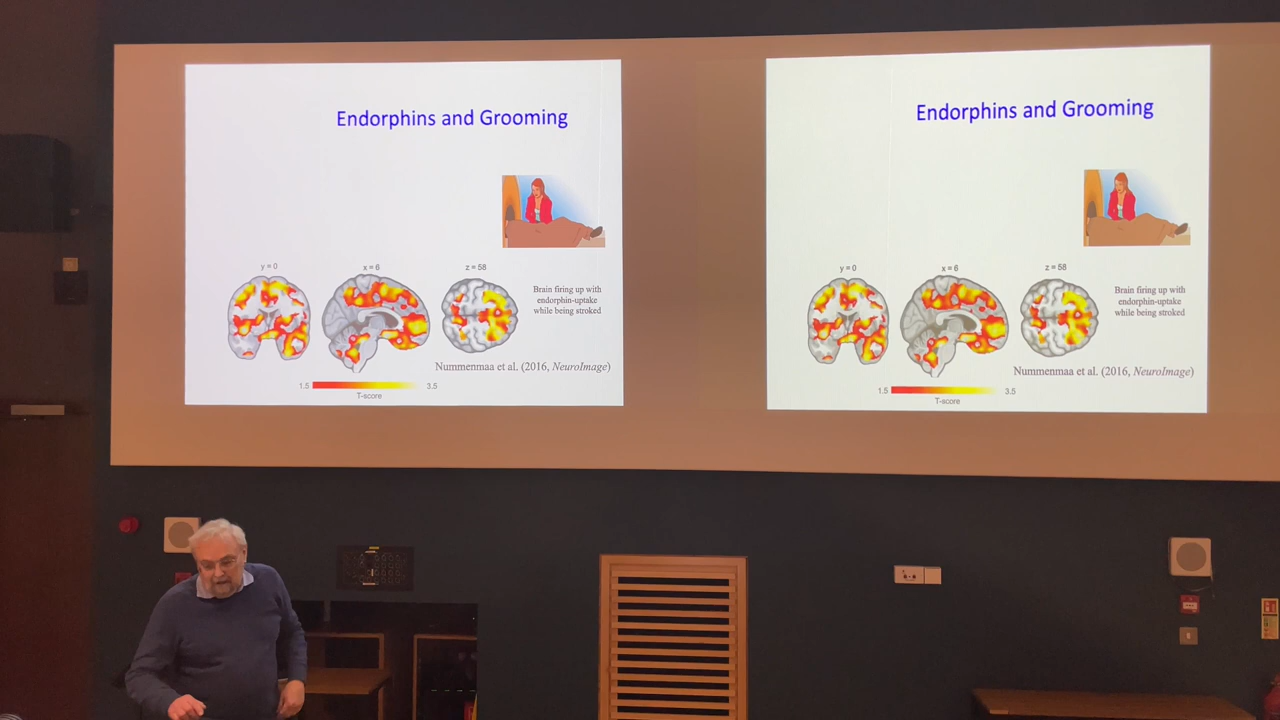 Endorphins and Grooming
y = 0
x = 6
z = 58
Brain firing up with
endorphin-uptake
while being stroked
Nummenmaa et al. (2016, NeuroImage)
1.5
3.5
T-score
Endorphins and Grooming
y = 0
x = 6
z = 58
Brain firing up with
endorphin-uptake
while being stroked
Nummenmaa et al. (2016, NeuroImage)
1.5
3.5
T-score